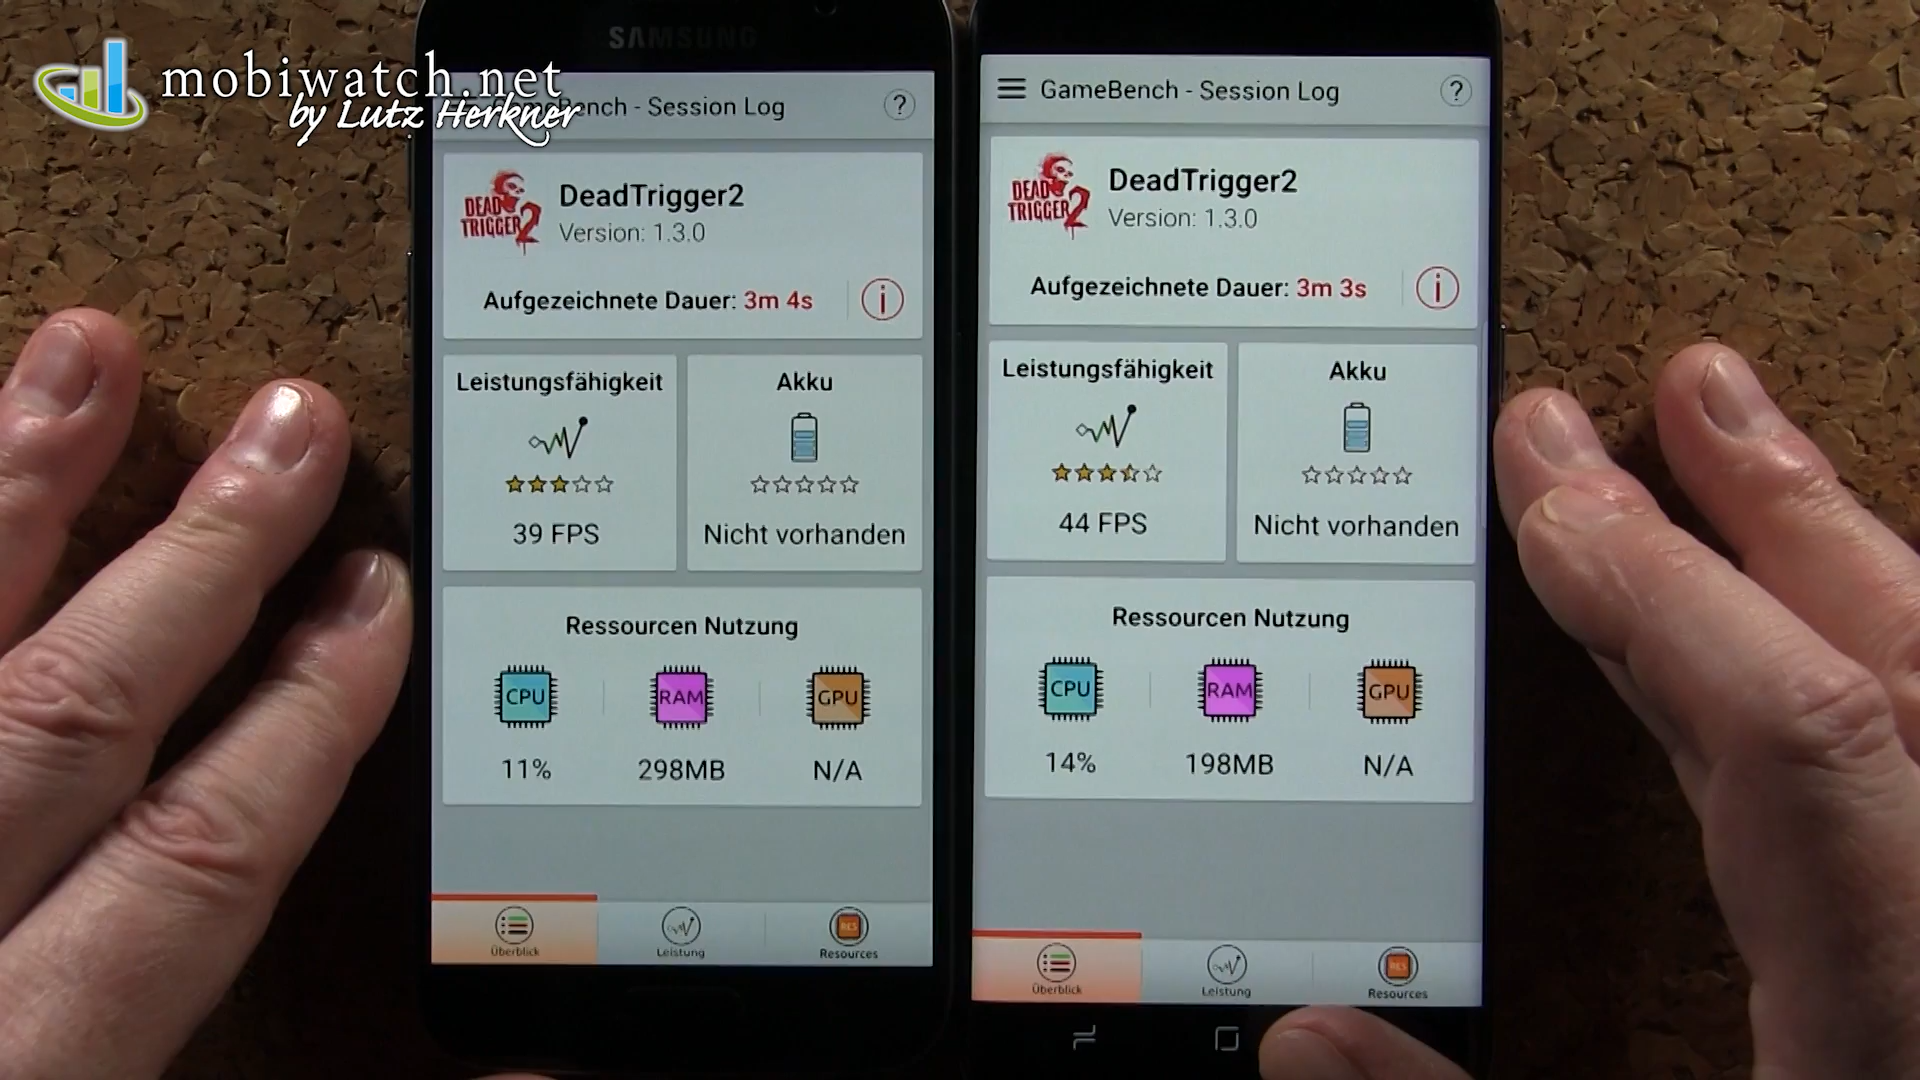 mobiwatch.net
by Lutz Herkner
SAMSUNG
ench - Session Log
?
DEAD
TRIGGER 2
DeadTrigger2
Version: 1.3.0
Aufgezeichnete Dauer: 3m 4s
i
Leistungsfähigkeit
Akku
39 FPS
Nicht vorhanden
Ressourcen Nutzung
CPU
RAM
GPU
11%
298MB
N/A
Überblick
Leistung
RES
Resources
GameBench - Session Log
?
DEAD
TRIGGER 2
DeadTrigger2
Version: 1.3.0
Aufgezeichnete Dauer: 3m 3s
i
Leistungsfähigkeit
Akku
44 FPS
Nicht vorhanden
Ressourcen Nutzung
CPU
RAM
GPU
14%
198MB
N/A
Überblick
Leistung
RES
Resources